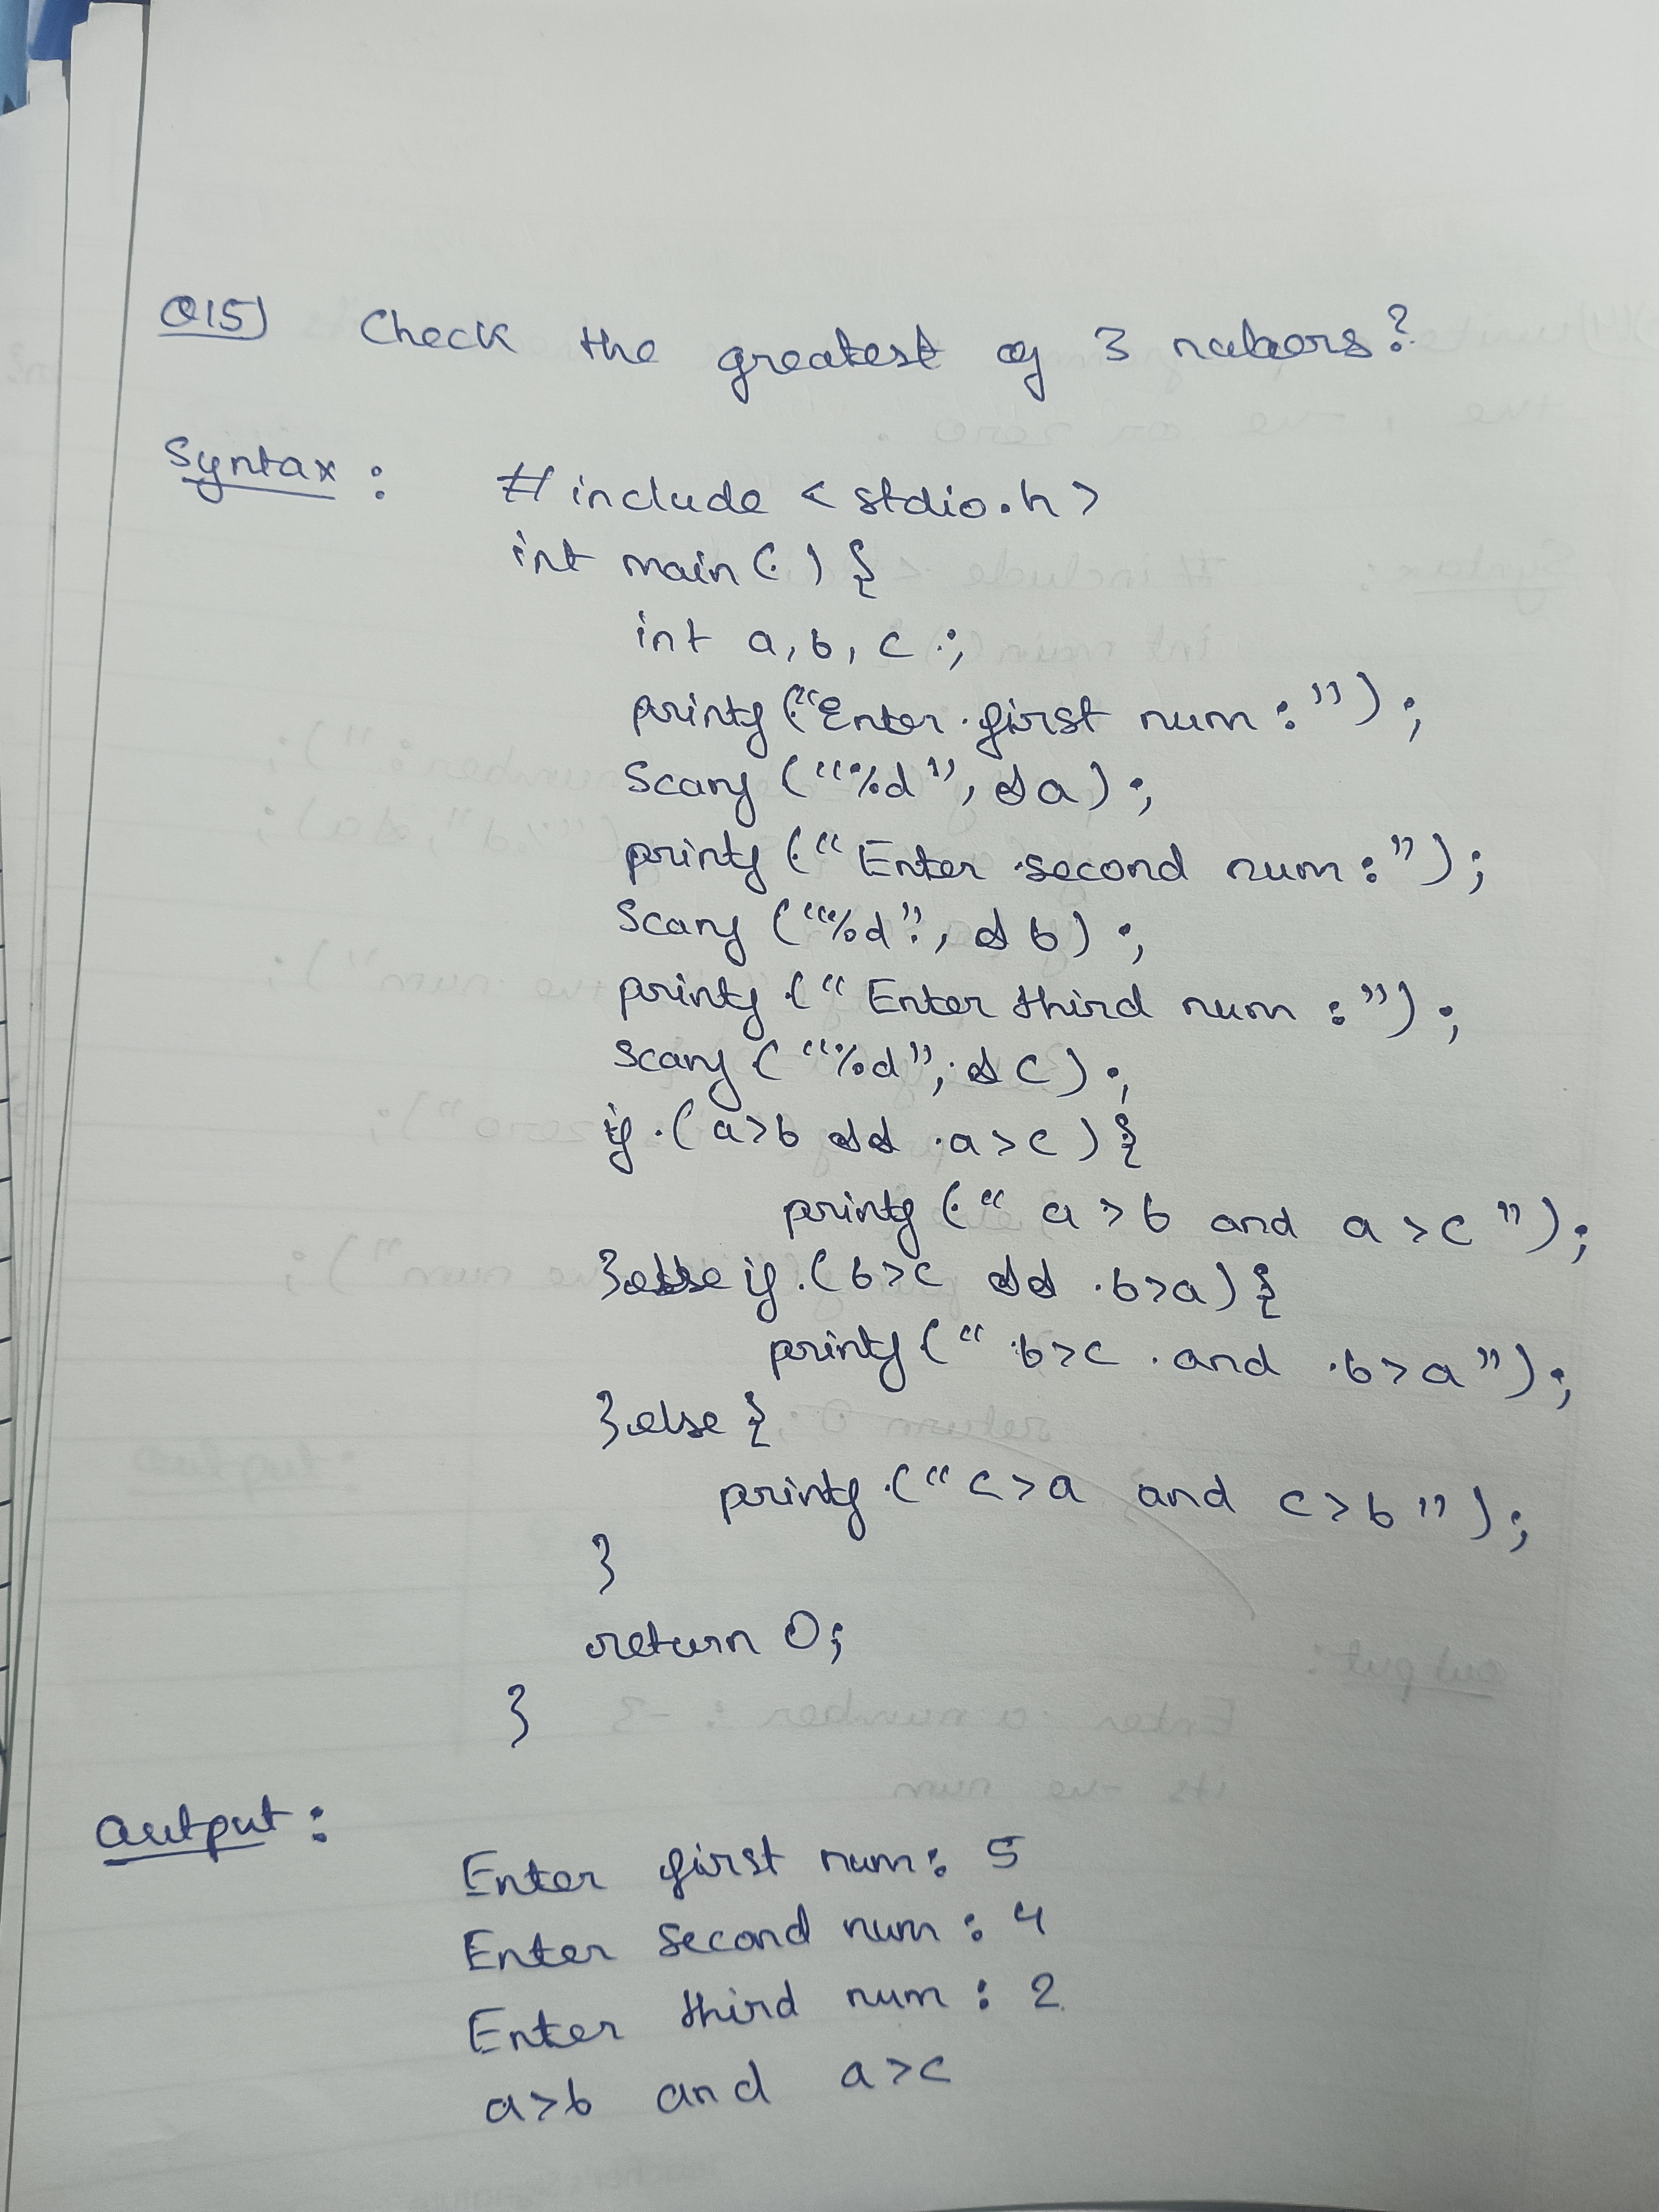 Q15) Check the greatest of 3 nubers?
Syntax : #include <stdio.h>
int main() {
int a, b, c ;
printf("Enter first num :");
Scanf ("%d", &a) ;
printf ("Enter second num :");
Scanf ("%d", &b) ;
printf ("Enter third num :");
Scanf ("%d", &c) ;
if (a>b && a>c) {
printf (" a>b and a>c ");
}else if (b>c && b>a) {
printf (" b>c and b>a");
}else {
printf ("c>a and c>b");
}
return 0;
}
Output :
Enter first num : 5
Enter second num : 4
Enter third num : 2
a>b and a>c